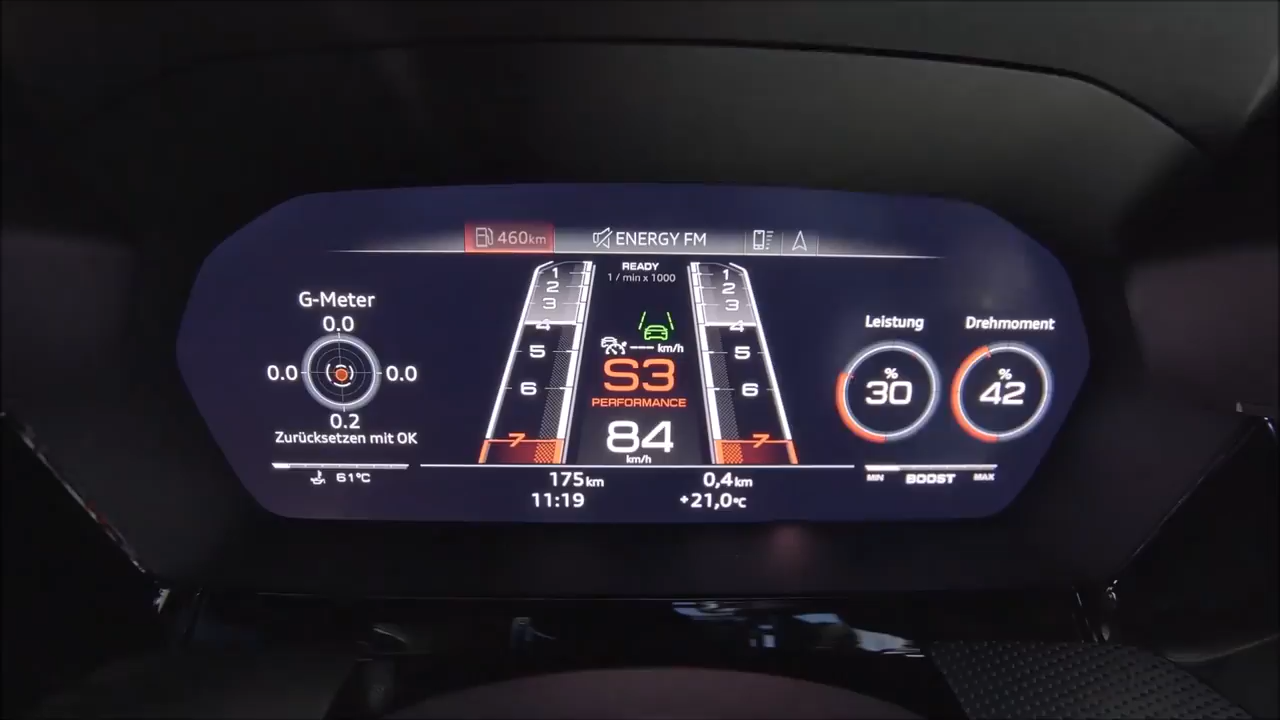 460km
ENERGY FM
READY
1 / min x 1000
G-Meter
0.0
0.0
0.0
0.2
Zurücksetzen mit OK
61°C
1
2
3
4
5
6
7
--- km/h
S3
PERFORMANCE
84
km/h
1
2
3
4
5
6
7
Leistung
%
30
Drehmoment
%
42
MIN BOOST MAX
175km
0,4km
11:19
+21,0°C